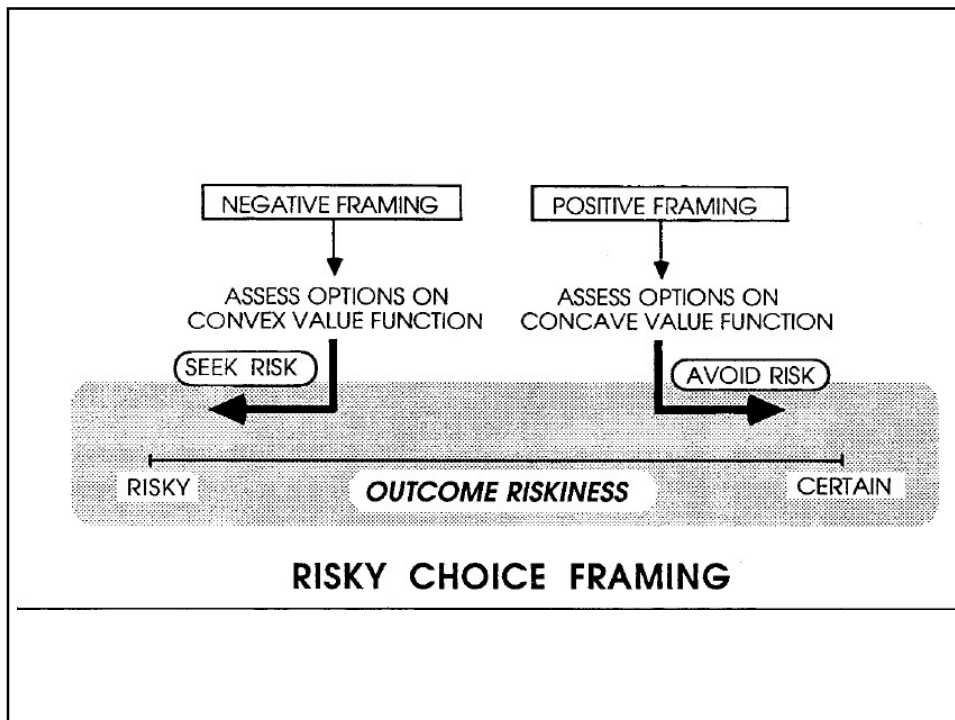 NEGATIVE FRAMING
POSITIVE FRAMING
ASSESS OPTIONS ON
CONVEX VALUE FUNCTION
ASSESS OPTIONS ON
CONCAVE VALUE FUNCTION
SEEK RISK
AVOID RISK
RISKY
OUTCOME RISKINESS
CERTAIN
RISKY CHOICE FRAMING